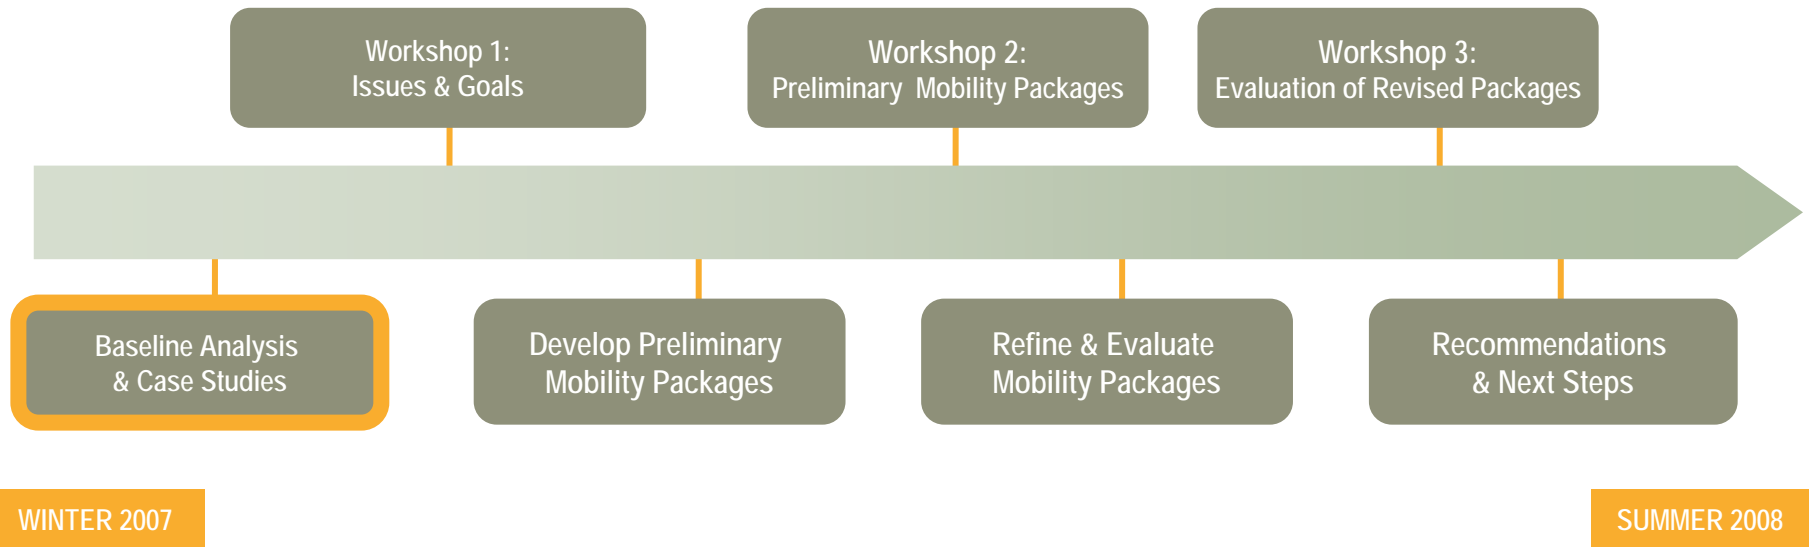 Workshop 1:
Issues & Goals
Workshop 2:
Preliminary Mobility Packages
Workshop 3:
Evaluation of Revised Packages
Baseline Analysis
& Case Studies
Develop Preliminary
Mobility Packages
Refine & Evaluate
Mobility Packages
Recommendations
& Next Steps
WINTER 2007
SUMMER 2008